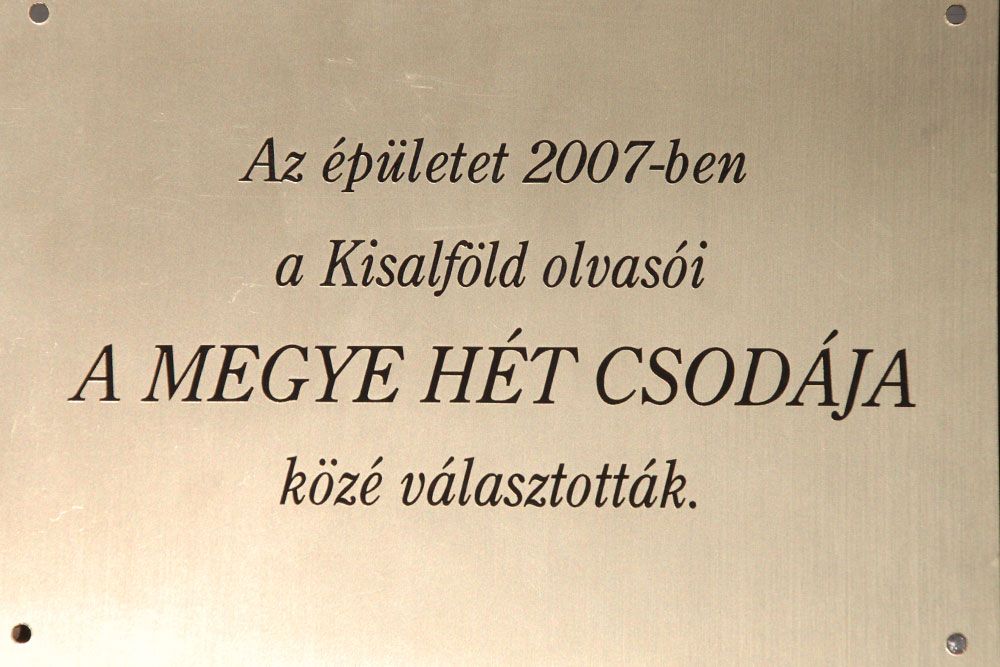 Az épületet 2007-ben
a Kisalföld olvasói
A MEGYE HÉT CSODÁJA
közé választották.